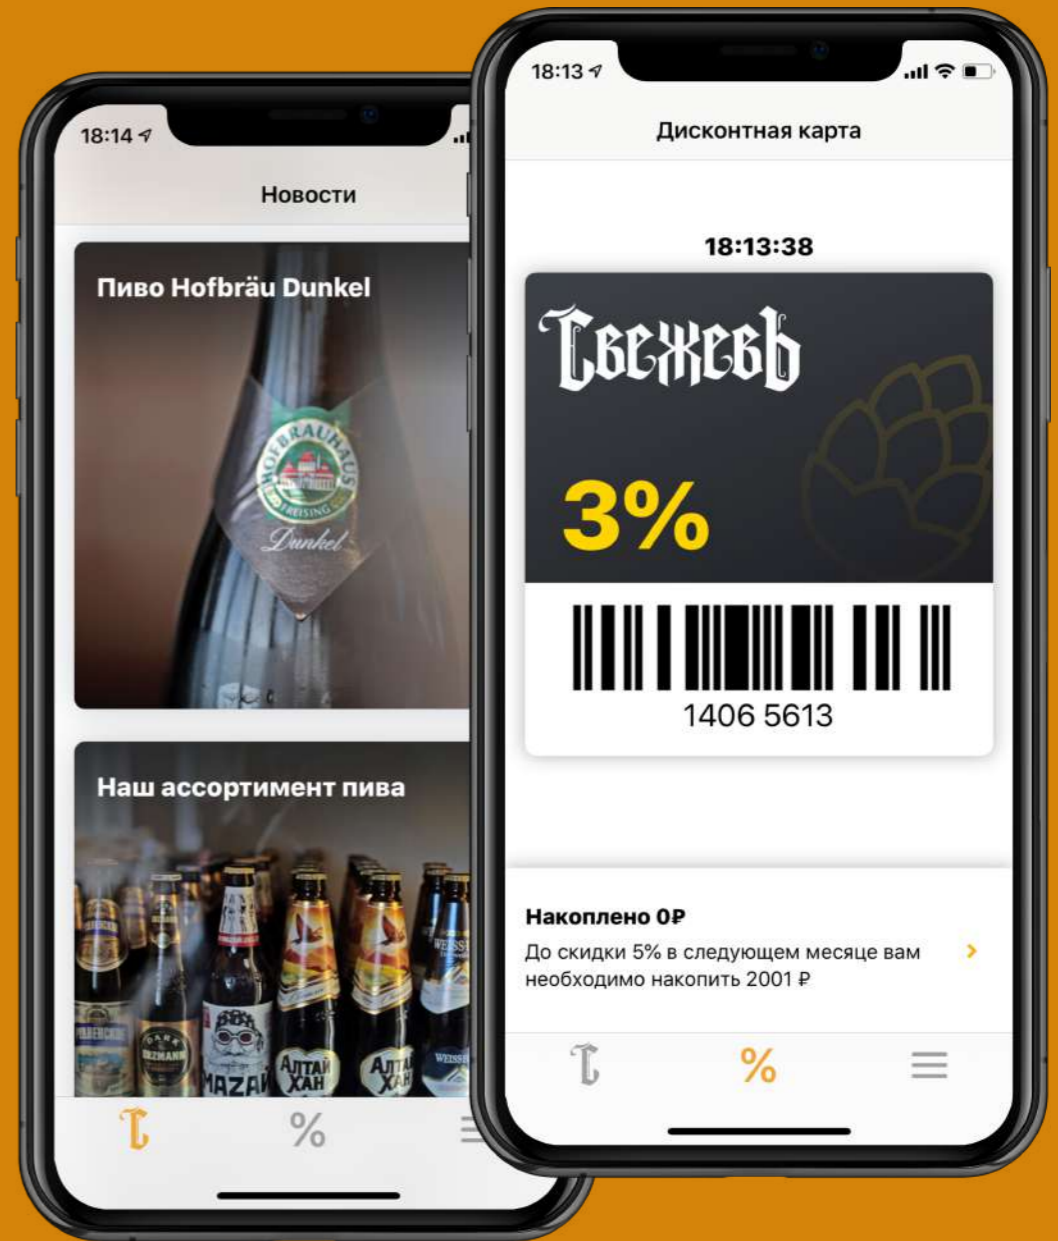 18:14
Новости
Пиво Hofbräu Dunkel
HOFBRAUHAUS
FREISING
Dunkel
Наш ассортимент пива
DARK
MAZAЙ
АЛТАЙ
ХАН
АЛТАЙ
ХАН
%
18:13
Дисконтная карта
18:13:38
Свежевъ
3%
1406 5613
Накоплено 0₽
До скидки 5% в следующем месяце вам
необходимо накопить 2001 ₽
%